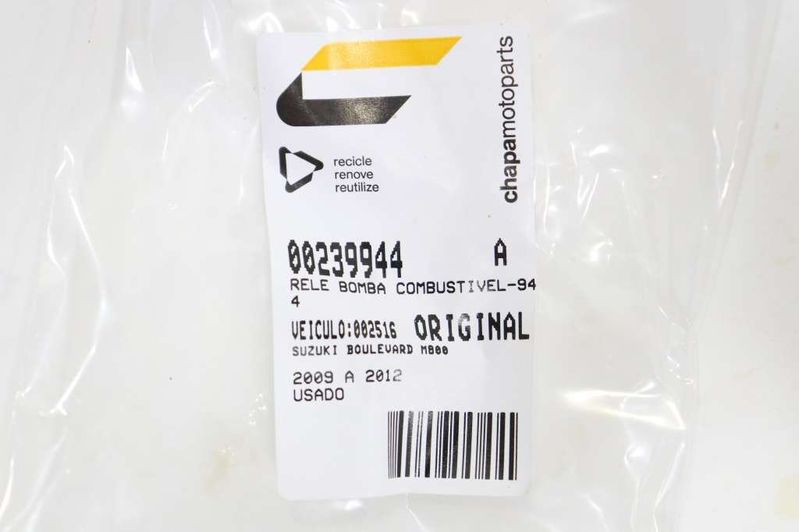 chapamotoparts
recicle
renove
reutilize
00239944 A
RELE BOMBA COMBUSTIVEL-94
4
VEICULO:002516 ORIGINAL
SUZUKI BOULEVARD M800
2009 A 2012
USADO